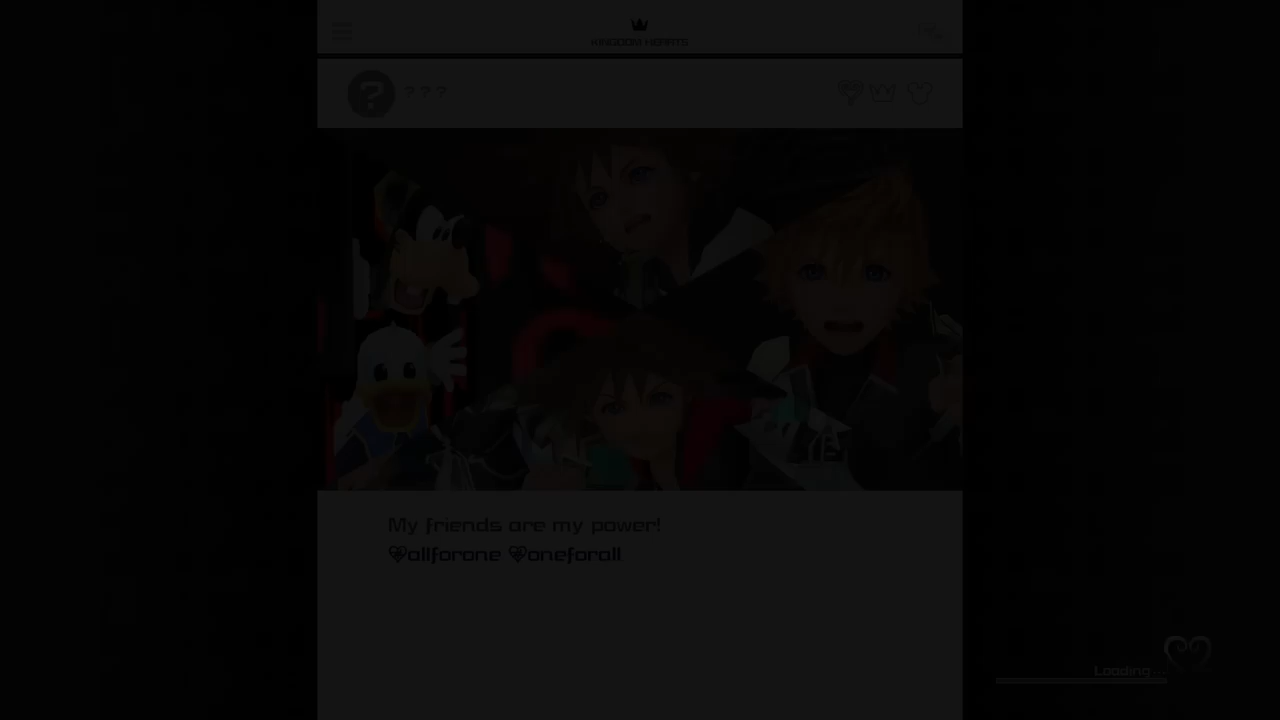 KINGDOM HEARTS
?
? ? ?
My friends are my power!
allforone oneforall
Loading...